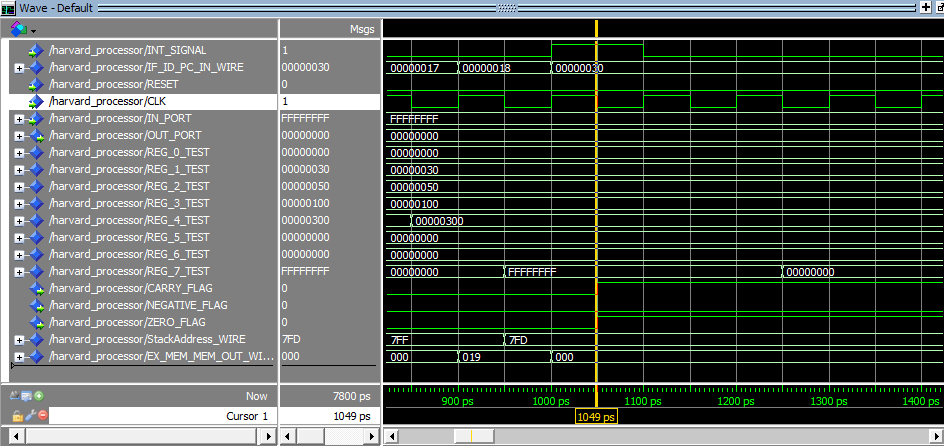 Wave - Default
Msgs
/harvard_processor/INT_SIGNAL 1
/harvard_processor/IF_ID_PC_IN_WIRE 00000030 00000017 00000018 00000030
/harvard_processor/RESET 0
/harvard_processor/CLK 1
/harvard_processor/IN_PORT FFFFFFFF FFFFFFFF
/harvard_processor/OUT_PORT 00000000 00000000
/harvard_processor/REG_0_TEST 00000000 00000000
/harvard_processor/REG_1_TEST 00000030 00000030
/harvard_processor/REG_2_TEST 00000050 00000050
/harvard_processor/REG_3_TEST 00000100 00000100
/harvard_processor/REG_4_TEST 00000300 00000300
/harvard_processor/REG_5_TEST 00000000 00000000
/harvard_processor/REG_6_TEST 00000000 00000000
/harvard_processor/REG_7_TEST FFFFFFFF 00000000 FFFFFFFF 00000000
/harvard_processor/CARRY_FLAG 0
/harvard_processor/NEGATIVE_FLAG 0
/harvard_processor/ZERO_FLAG 0
/harvard_processor/StackAddress_WIRE 7FD 7FF 7FD
/harvard_processor/EX_MEM_MEM_OUT_WI... 000 000 019 000
Now 7800 ps 900 ps 1000 ps 1100 ps 1200 ps 1300 ps 1400 ps
Cursor 1 1049 ps 1049 ps